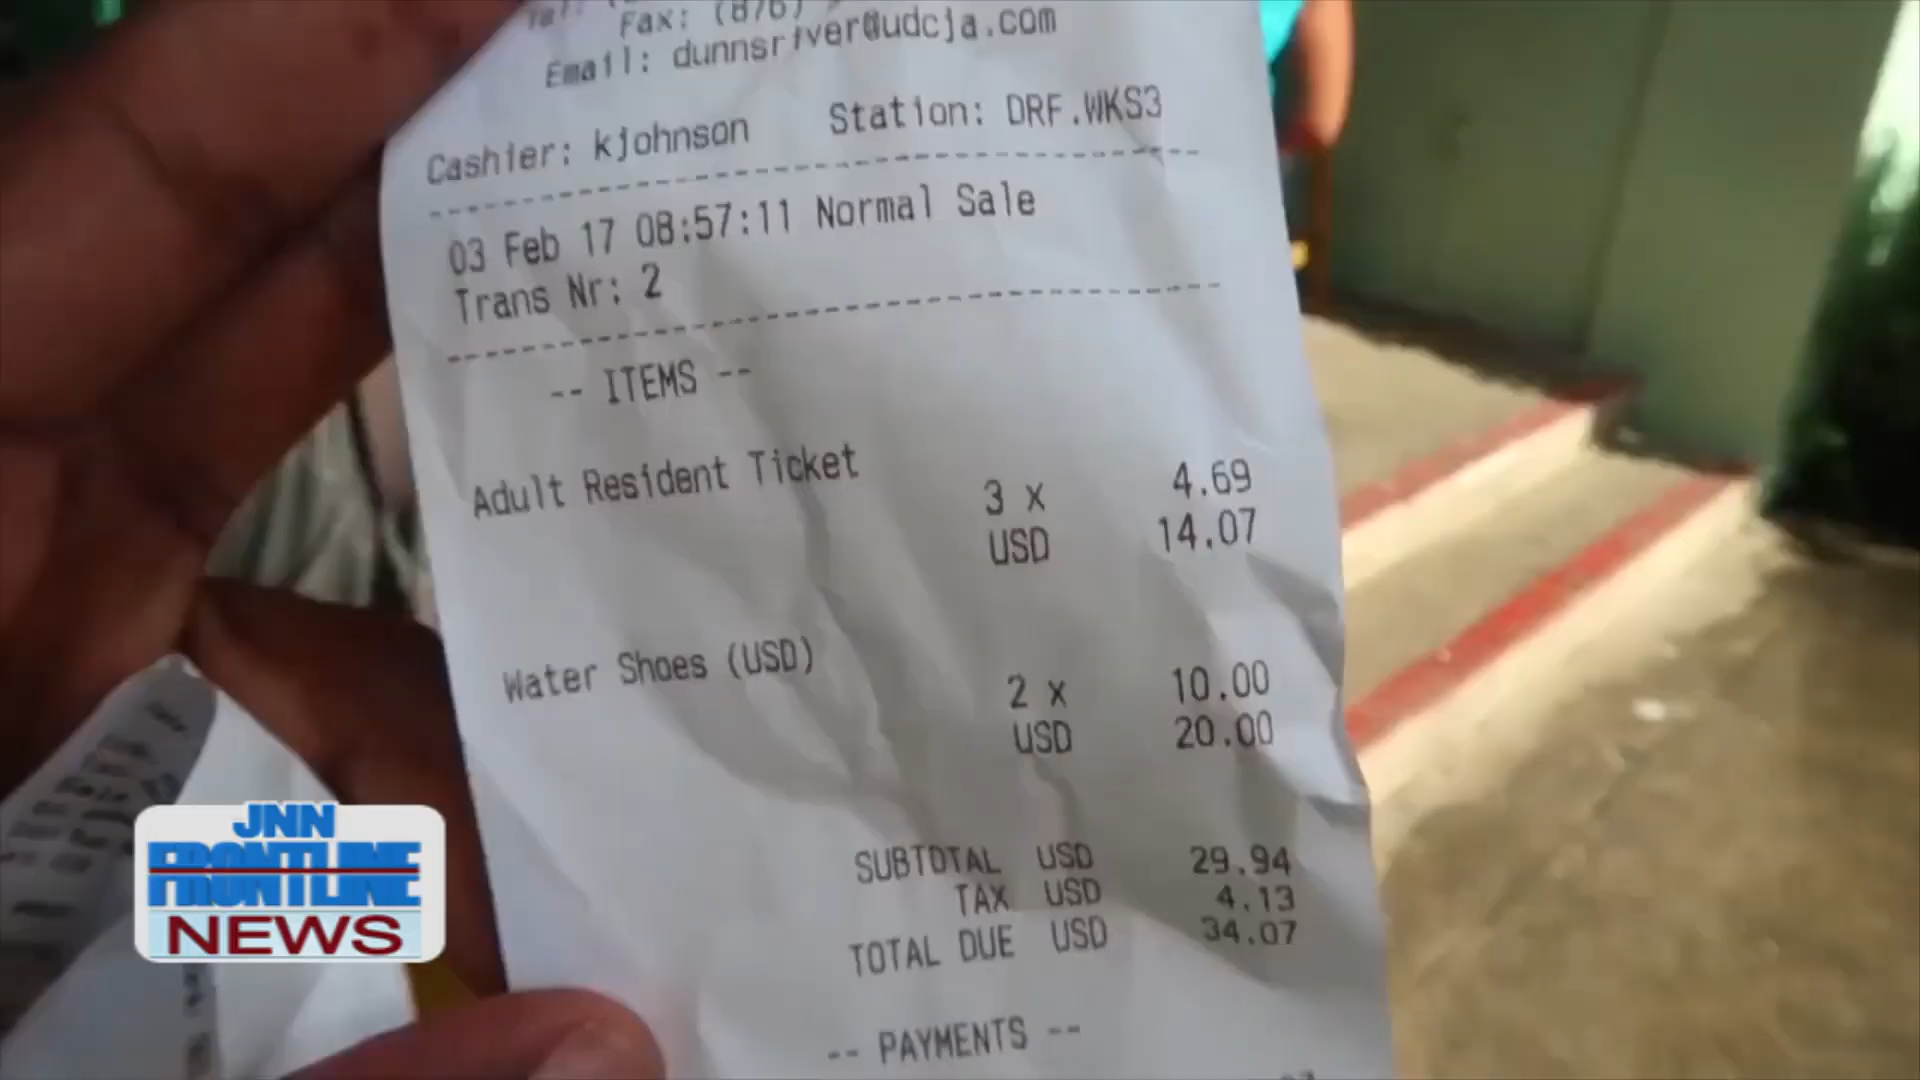 Fax: (876)
Email: dunnsriver@udcja.com
Cashier: kjohnson Station: DRF.WKS3
03 Feb 17 08:57:11 Normal Sale
Trans Nr: 2
-- ITEMS --
Adult Resident Ticket
3 x 4.69
USD 14.07
Water Shoes (USD)
2 x 10.00
USD 20.00
SUBTOTAL USD 29.94
TAX USD 4.13
TOTAL DUE USD 34.07
-- PAYMENTS --
JNN
FRONTLINE
NEWS